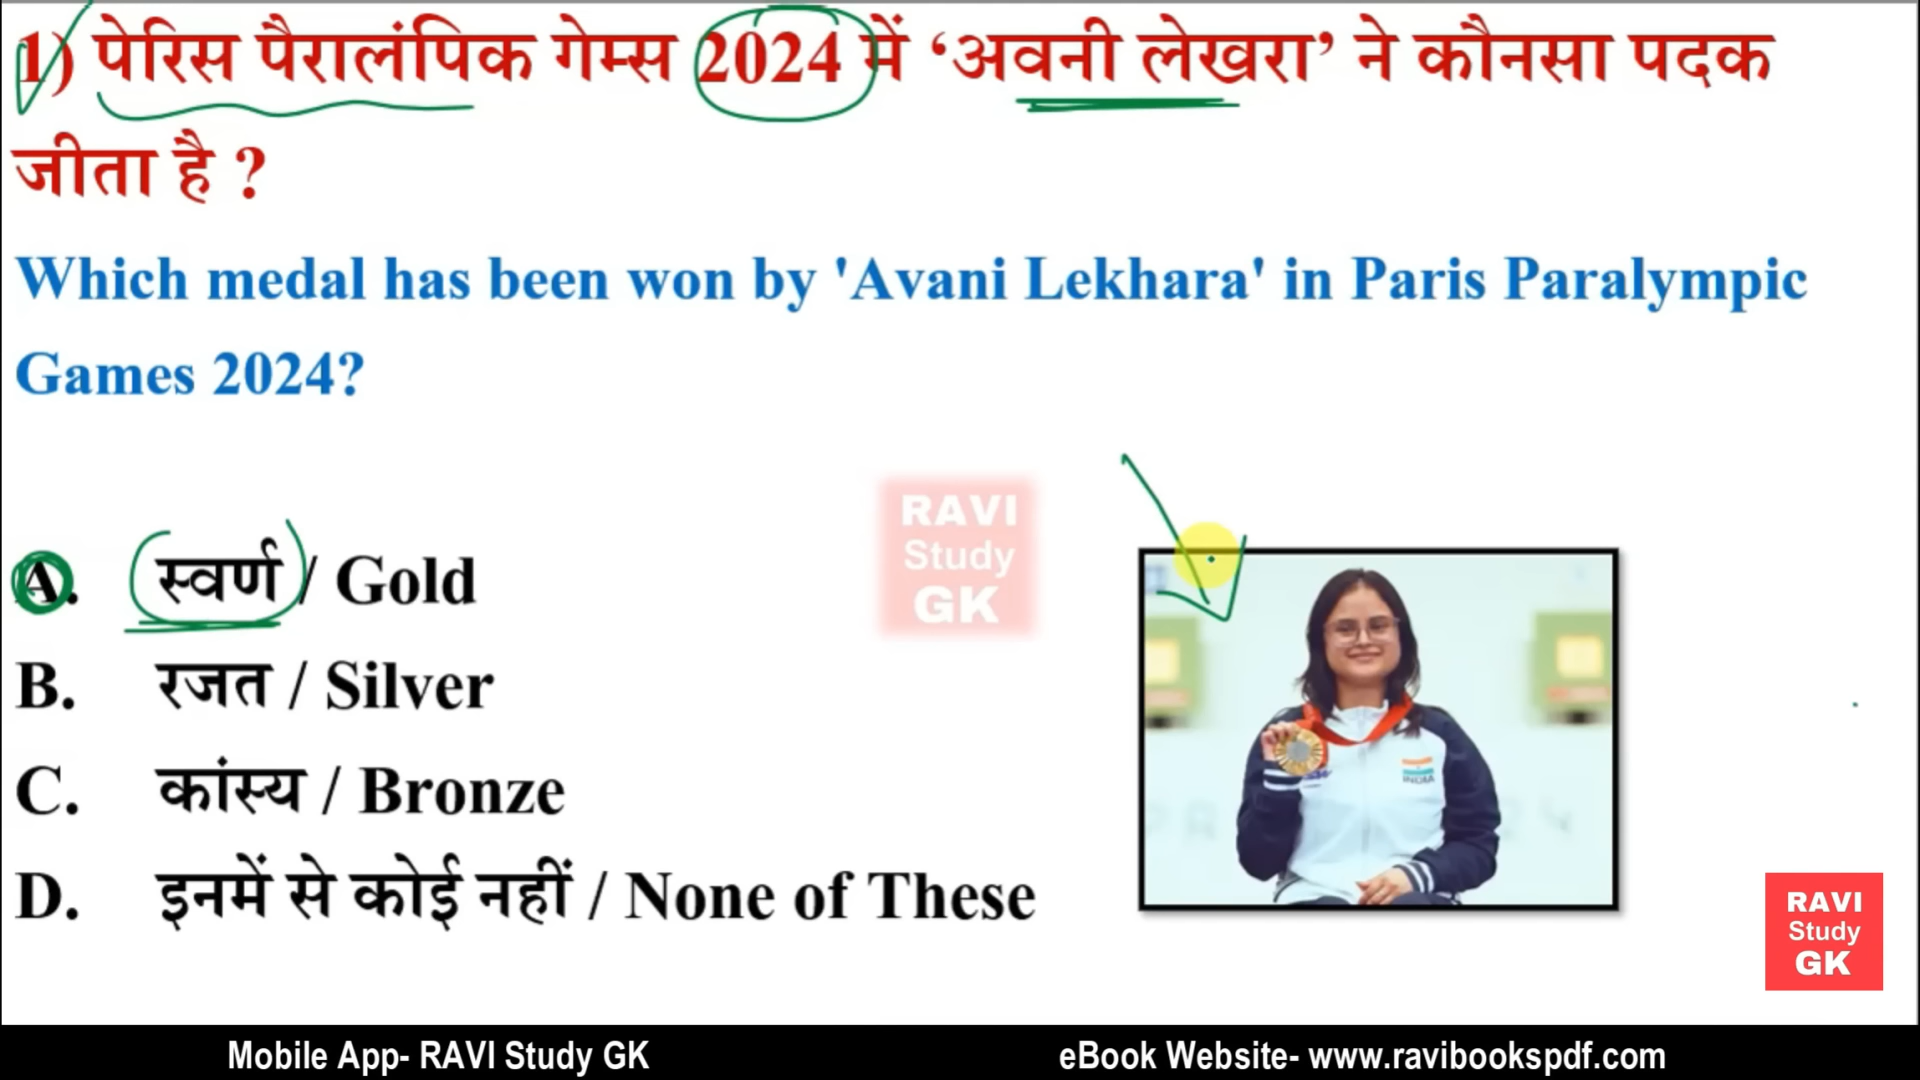 1) पेरिस पैरालंपिक गेम्स 2024 में ‘अवनी लेखरा’ ने कौनसा पदक
जीता है ?
Which medal has been won by 'Avani Lekhara' in Paris Paralympic
Games 2024?
A. स्वर्ण / Gold
B. रजत / Silver
C. कांस्य / Bronze
D. इनमें से कोई नहीं / None of These
RAVI
Study
GK
INDIA
RAVI
Study
GK
Mobile App- RAVI Study GK
eBook Website- www.ravibookspdf.com